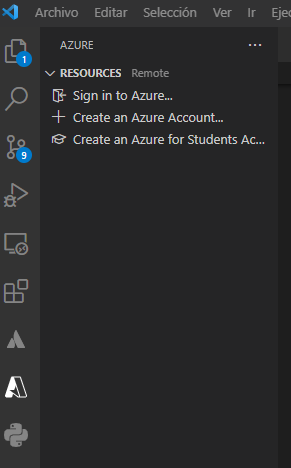 Archivo Editar Selección Ver Ir Ejec
AZURE ...
RESOURCES Remote
Sign in to Azure...
Create an Azure Account...
Create an Azure for Students Ac...
1
9